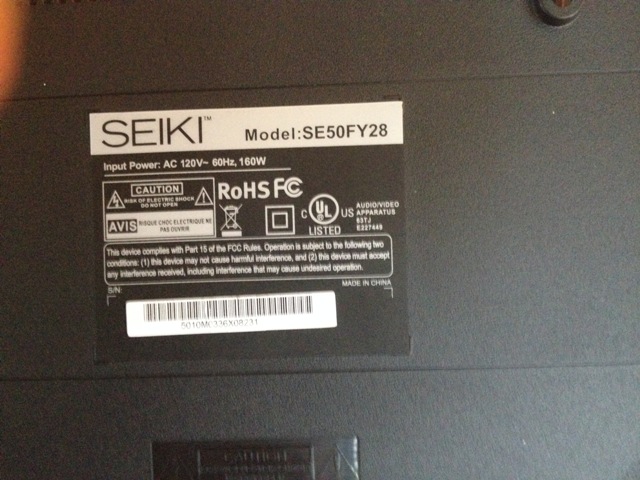 SEIKI™
Model:SE50FY28
Input Power: AC 120V~ 60Hz, 160W
CAUTION
RISK OF ELECTRIC SHOCK
DO NOT OPEN
AVIS RISQUE CHOC ELECTRIQUE NE
PAS OUVRIR
RoHS FC
C UL US
LISTED
AUDIO/VIDEO
APPARATUS
63TJ
E227449
This device complies with Part 15 of the FCC Rules. Operation is subject to the following two
conditions: (1) this device may not cause harmful interference, and (2) this device must accept
any interference received, including interference that may cause undesired operation.
S/N:
MADE IN CHINA
5010M0336X08231
CAUTION